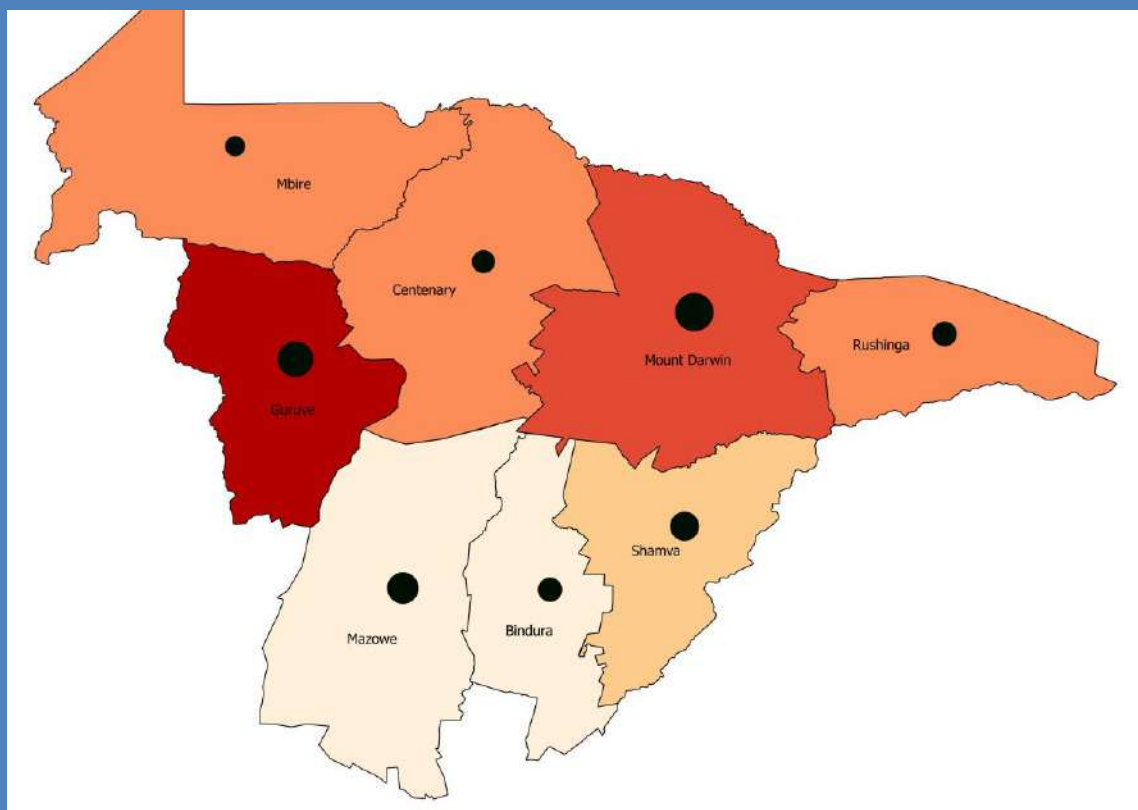 Mbire
Centenary
Mount Darwin
Rushinga
Guruve
Shamva
Mazowe
Bindura